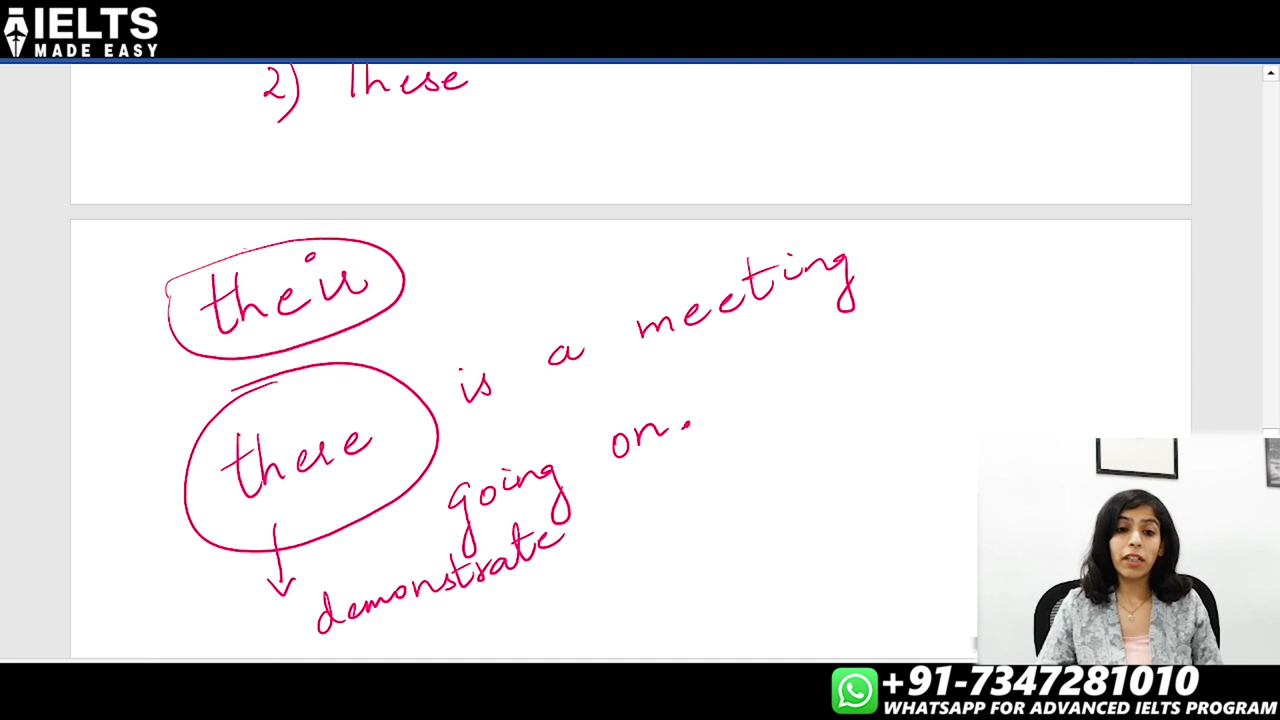 IELTS
MADE EASY
2) These
their
there is a meeting
going on.
demonstrate
+91-7347281010
WHATSAPP FOR ADVANCED IELTS PROGRAM